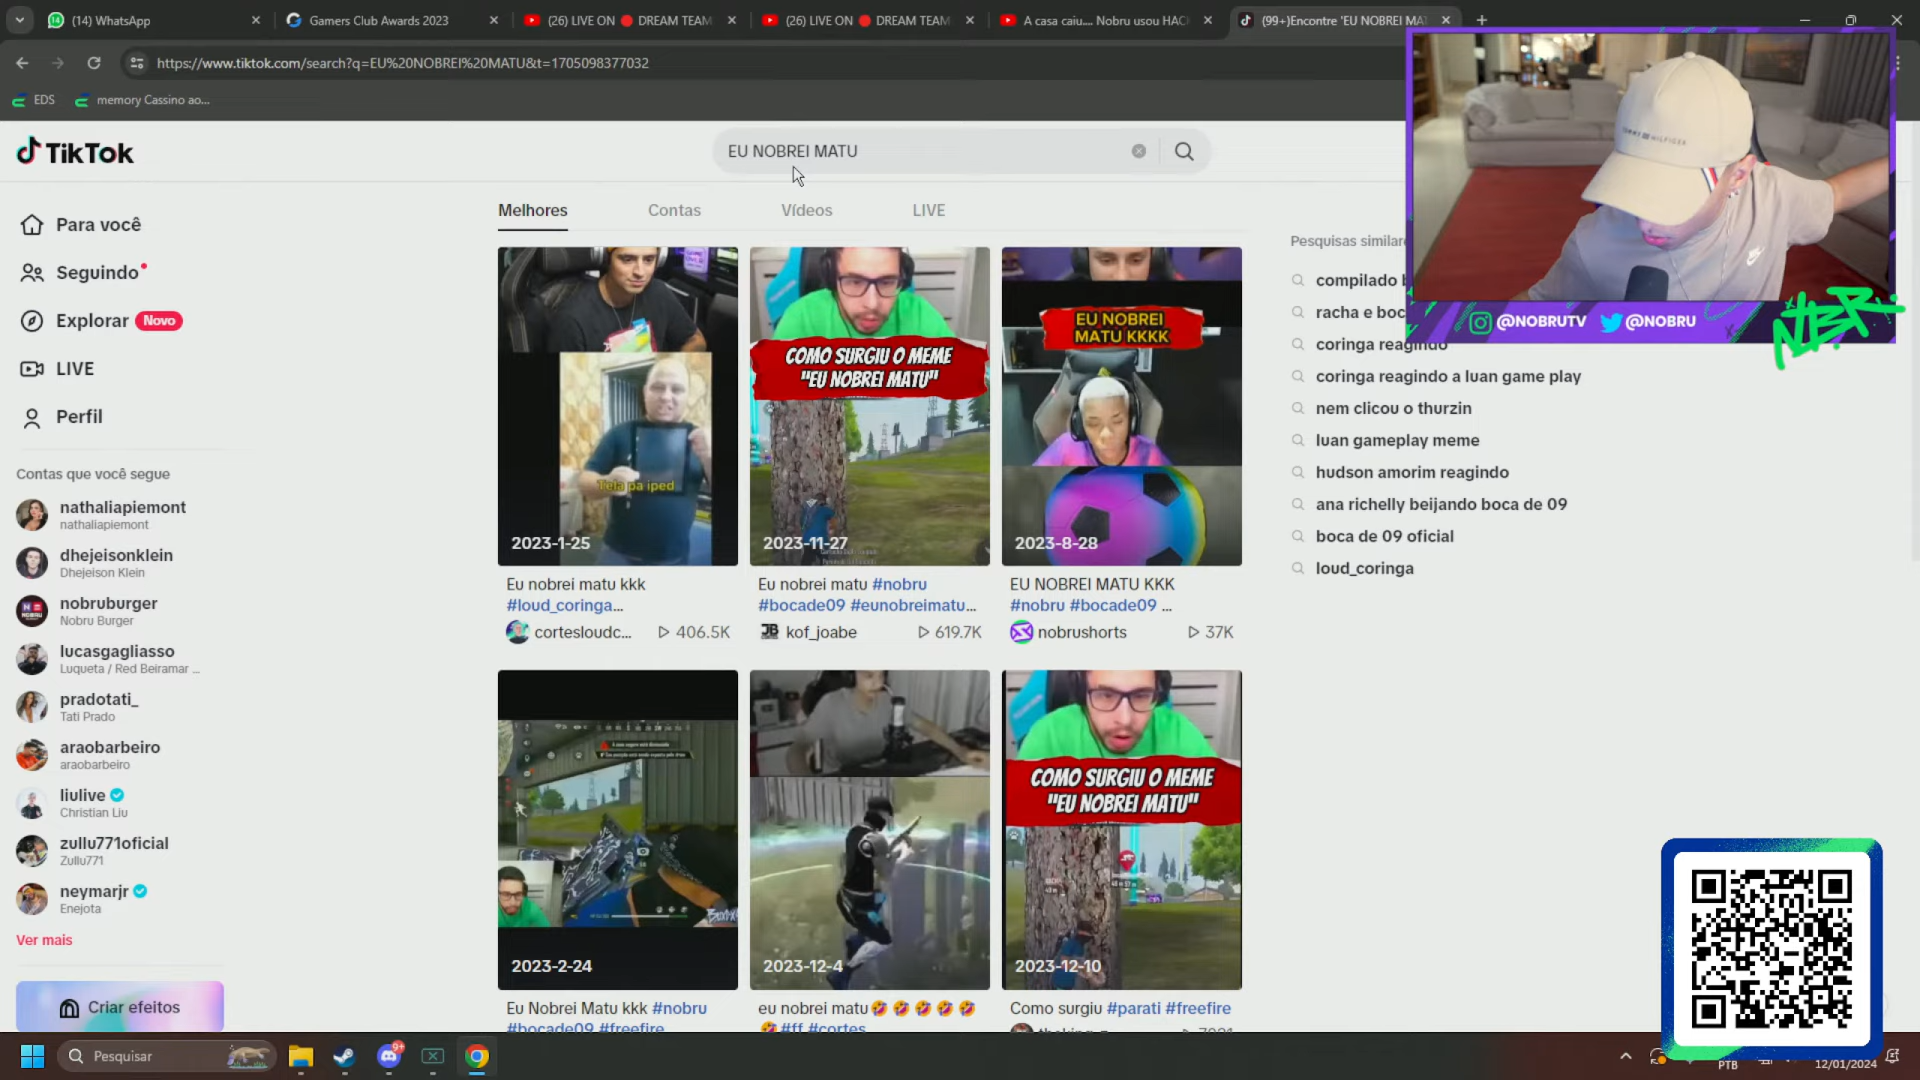 (14) WhatsApp
Gamers Club Awards 2023
(26) LIVE ON 🔴 DREAM TEAM
(26) LIVE ON 🔴 DREAM TEAM
A casa caiu.... Nobru usou HAC
(99+)Encontre 'EU NOBREI MA
https://www.tiktok.com/search?q=EU%20NOBREI%20MATU&t=1705098377032
EDS
memory Cassino ao...
TikTok
EU NOBREI MATU
Melhores
Contas
Vídeos
LIVE
Para você
Seguindo
Explorar
Novo
LIVE
Perfil
Contas que você segue
nathaliapiemont
nathaliapiemont
dhejeisonklein
Dhejeison Klein
nobruburger
Nobru Burger
lucasgagliasso
Luqueta / Red Beiramar ...
pradotati_
Tati Prado
araobarbeiro
araobarbeiro
liulive
Christian Liu
zullu771oficial
Zullu771
neymarjr
Enejota
Ver mais
Criar efeitos
Tela pa iped
2023-1-25
Eu nobrei matu kkk
#loud_coringa...
cortesloudc...
406.5K
COMO SURGIU O MEME
"EU NOBREI MATU"
2023-11-27
Eu nobrei matu #nobru
#bocade09 #eunobreimatu...
kof_joabe
619.7K
EU NOBREI
MATU KKKK
2023-8-28
EU NOBREI MATU KKK
#nobru #bocade09 ...
nobrushorts
37K
2023-2-24
Eu Nobrei Matu kkk #nobru
#bocade09 #freefire
2023-12-4
eu nobrei matu🤣🤣🤣🤣🤣
🤣#ff #cortes
COMO SURGIU O MEME
"EU NOBREI MATU"
2023-12-10
Como surgiu #parati #freefire
Pesquisas similare
compilado
racha e boc
coringa reagindo
coringa reagindo a luan game play
nem clicou o thurzin
luan gameplay meme
hudson amorim reagindo
ana richelly beijando boca de 09
boca de 09 oficial
loud_coringa
TOMMY HILFIGER
@NOBRUTV
@NOBRU
NBR
Pesquisar
9+
PTB
12/01/2024